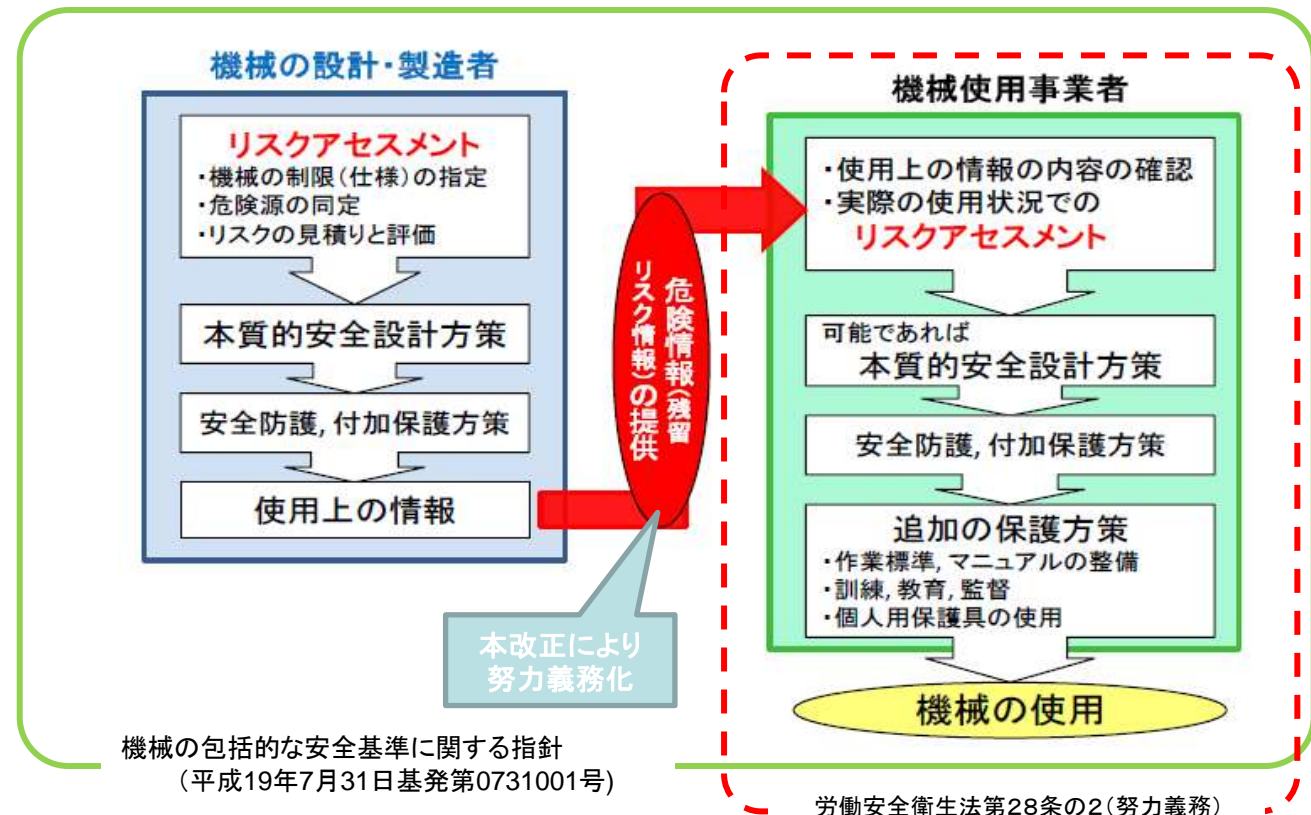 機械の設計・製造者
リスクアセスメント
・機械の制限（仕様）の指定
・危険源の同定
・リスクの見積りと評価
本質的安全設計方策
安全防護，付加保護方策
使用上の情報
危険情報（残留
リスク情報）の提供
本改正により
努力義務化
機械使用事業者
・使用上の情報の内容の確認
・実際の使用状況での
リスクアセスメント
可能であれば
本質的安全設計方策
安全防護，付加保護方策
追加の保護方策
・作業標準，マニュアルの整備
・訓練，教育，監督
・個人用保護具の使用
機械の使用
機械の包括的な安全基準に関する指針
（平成19年7月31日基発第0731001号)
労働安全衛生法第28条の2（努力義務）